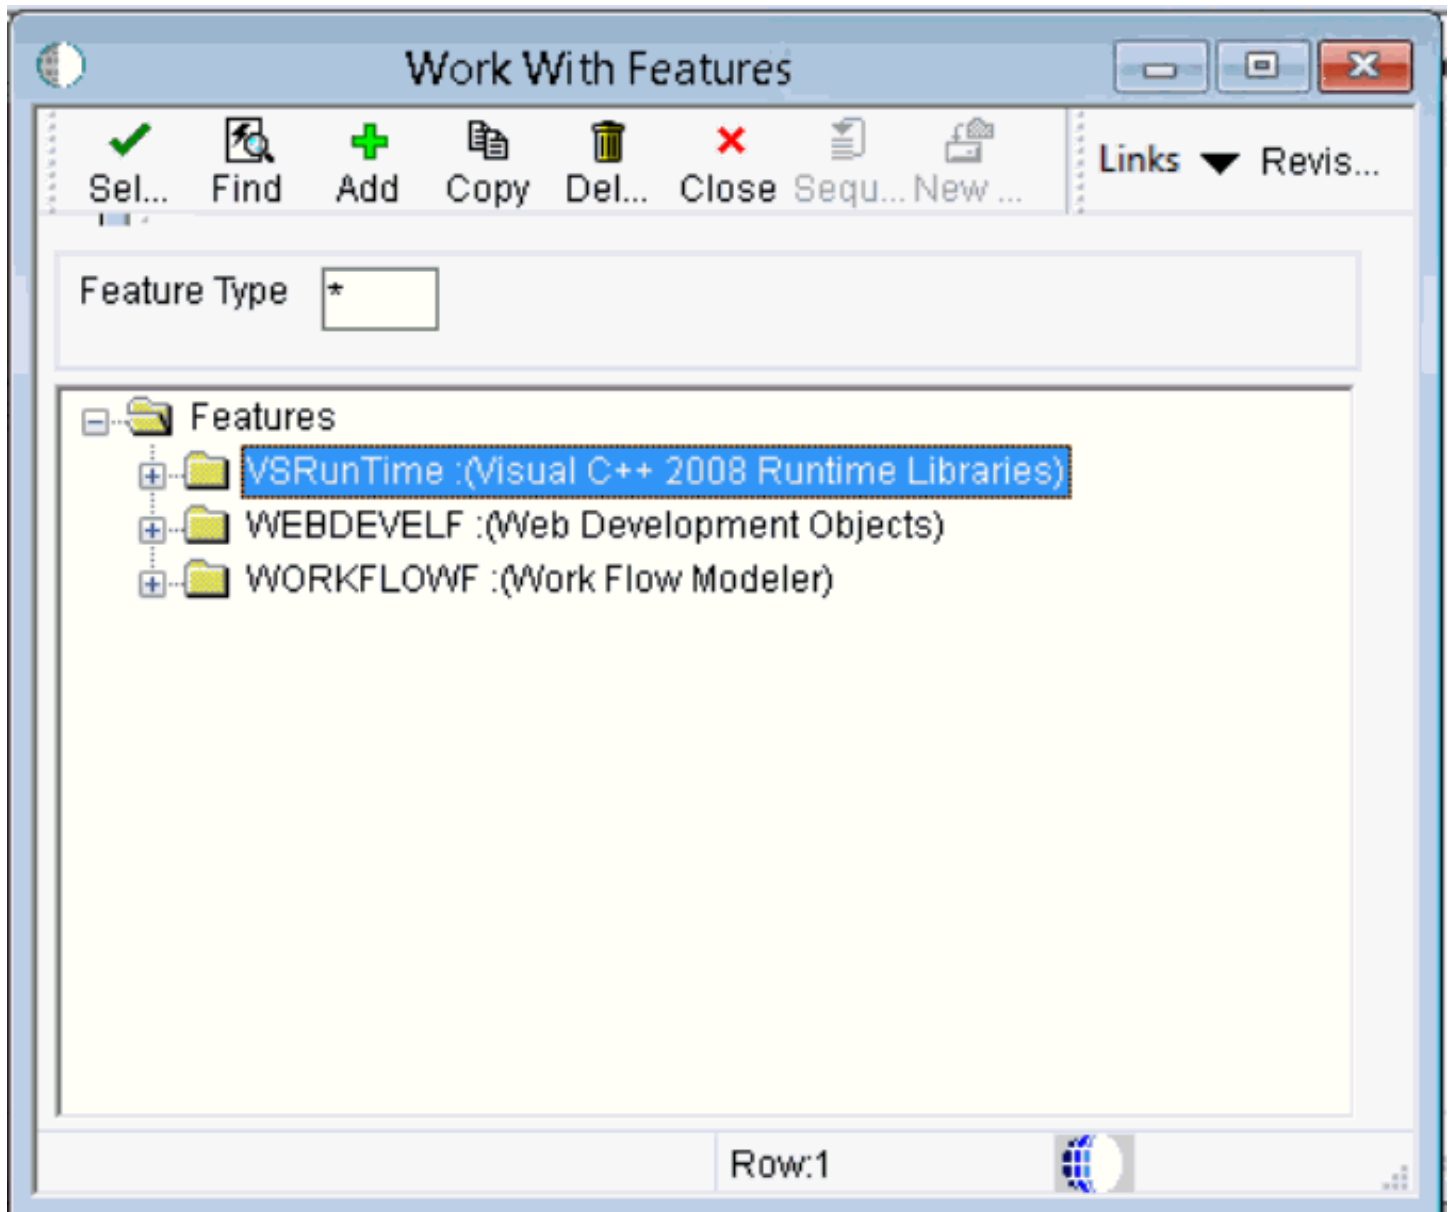 Work With Features
Sel... Find Add Copy Del... Close Sequ... New ... Links Revis...
Feature Type *
Features
VSRunTime :(Visual C++ 2008 Runtime Libraries)
WEBDEVELF :(Web Development Objects)
WORKFLOWF :(Work Flow Modeler)
Row:1